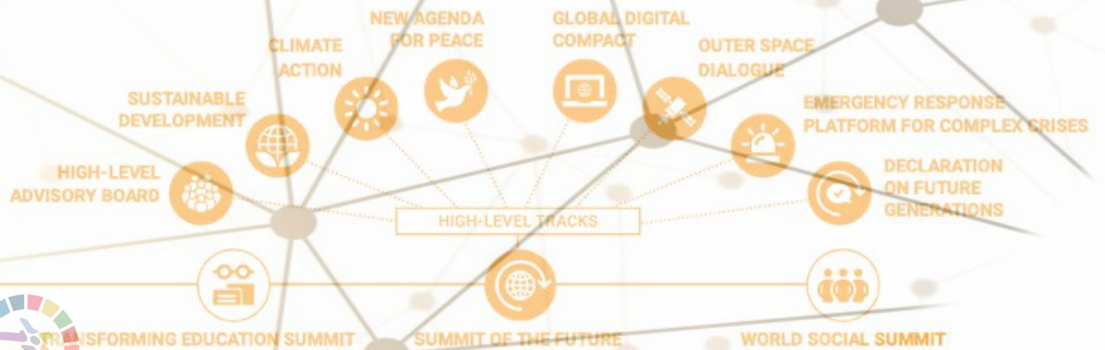 NEW AGENDA
FOR PEACE
GLOBAL DIGITAL
COMPACT
CLIMATE
ACTION
OUTER SPACE
DIALOGUE
SUSTAINABLE
DEVELOPMENT
EMERGENCY RESPONSE
PLATFORM FOR COMPLEX CRISES
HIGH-LEVEL
ADVISORY BOARD
DECLARATION
ON FUTURE
GENERATIONS
HIGH-LEVEL TRACKS
TRANSFORMING EDUCATION SUMMIT
SUMMIT OF THE FUTURE
WORLD SOCIAL SUMMIT